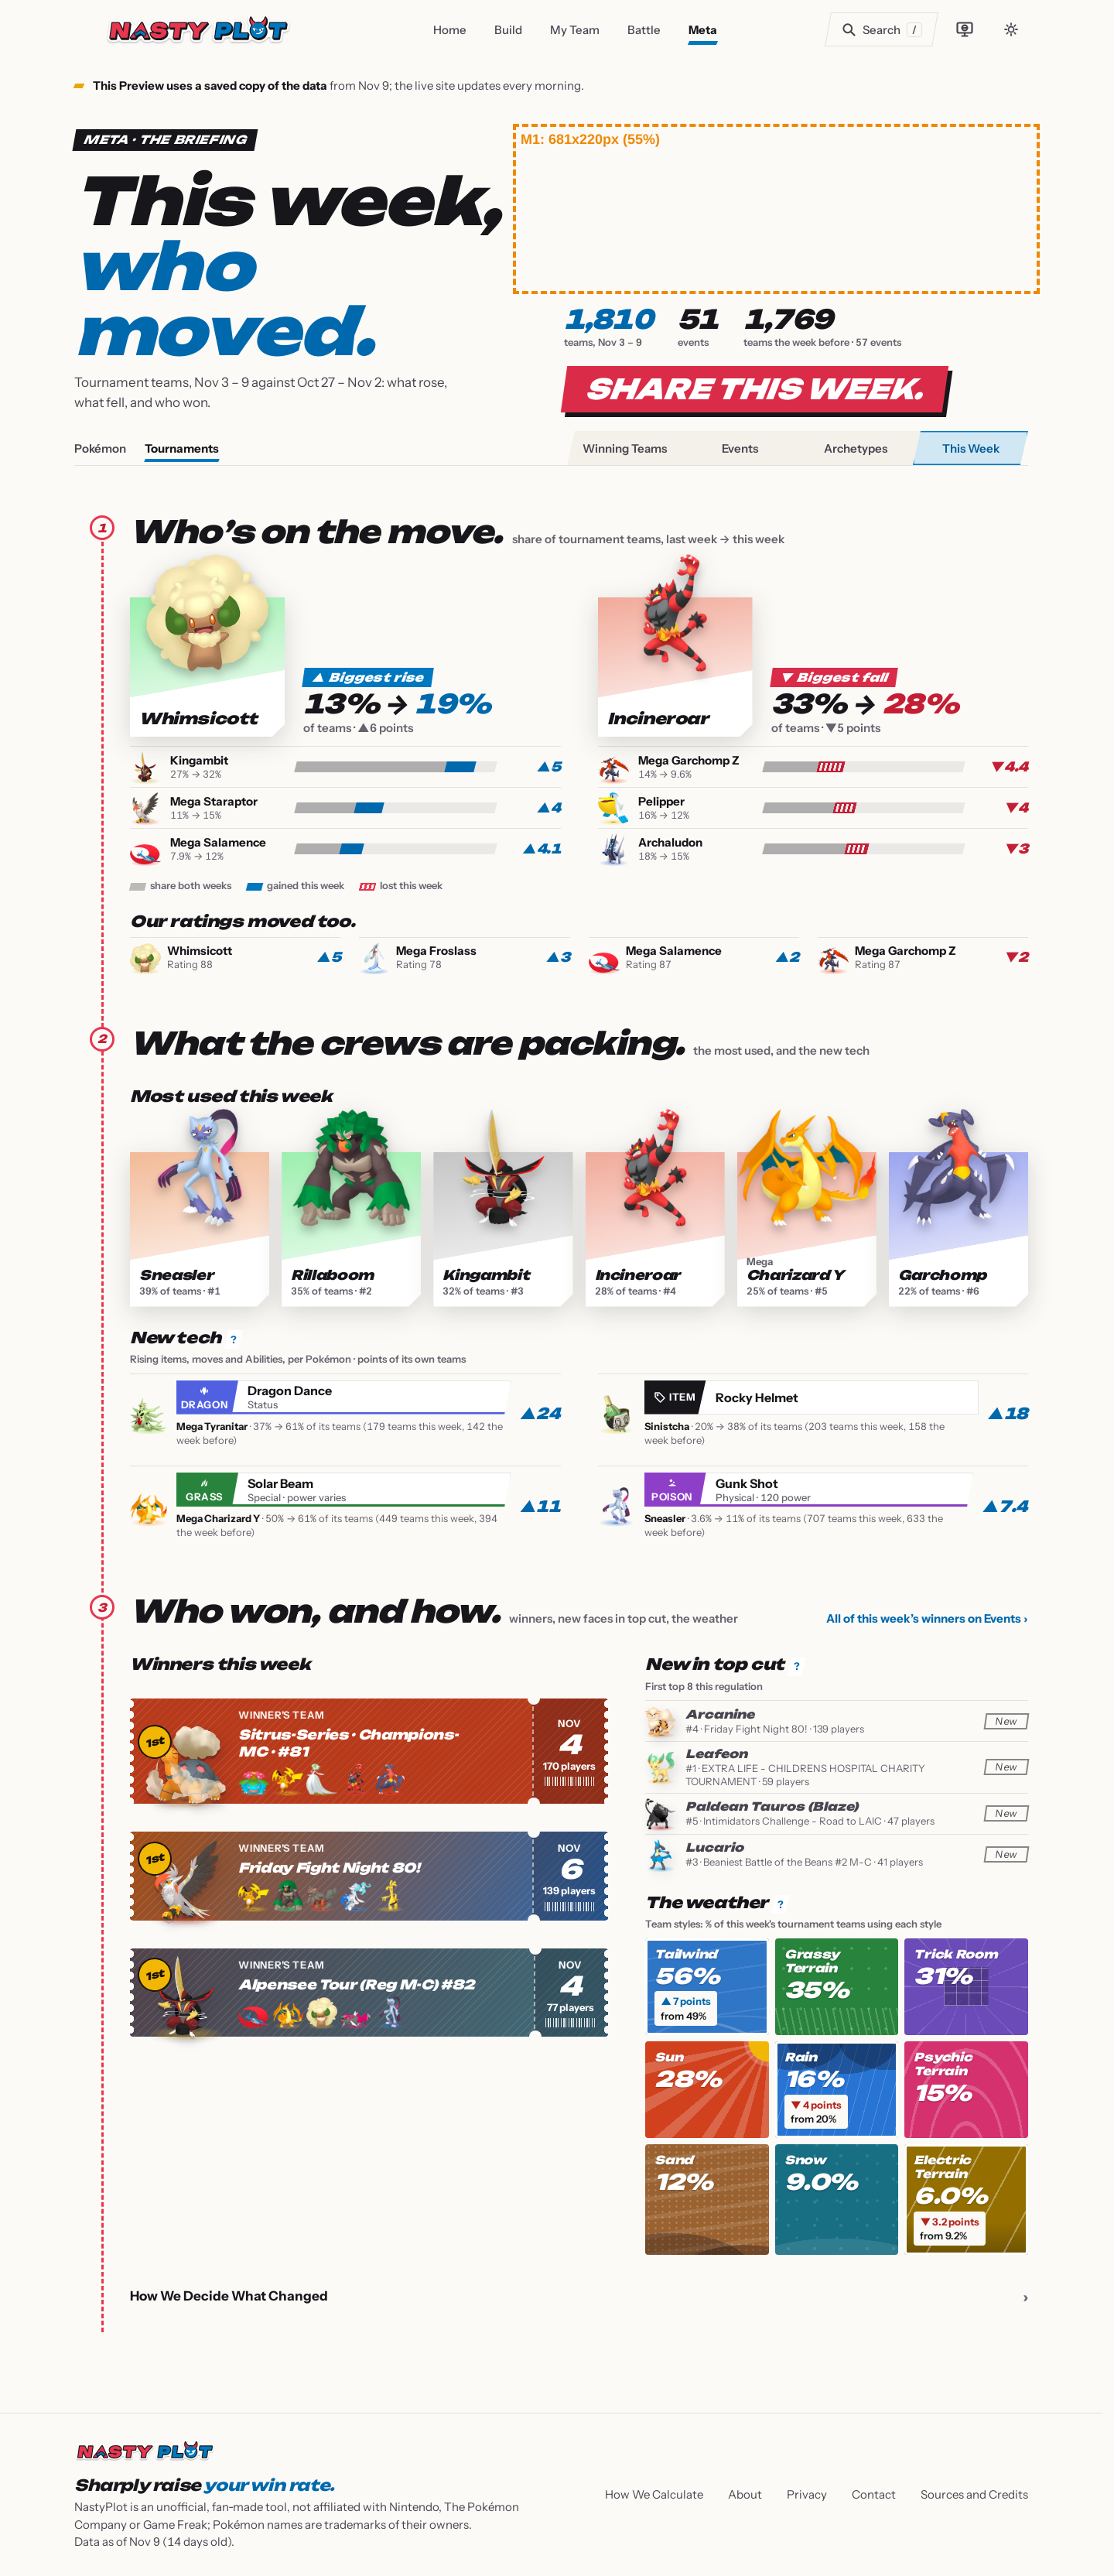 NASTY PLOT
Home Build My Team Battle Meta
Search /
This Preview uses a saved copy of the data from Nov 9; the live site updates every morning.
META · THE BRIEFING
M1: 681x220px (55%)
This week,
who
moved.
1,810 51 1,769
teams, Nov 3 – 9 events teams the week before · 57 events
Tournament teams, Nov 3 – 9 against Oct 27 – Nov 2: what rose,
what fell, and who won.
SHARE THIS WEEK.
Pokémon Tournaments
Winning Teams Events Archetypes This Week
1
Who's on the move. share of tournament teams, last week → this week
Whimsicott
▲ Biggest rise
13% → 19%
of teams · ▲6 points
Kingambit
27% → 32%
▲5
Mega Staraptor
11% → 15%
▲4
Mega Salamence
7.9% → 12%
▲4.1
Incineroar
▼ Biggest fall
33% → 28%
of teams · ▼5 points
Mega Garchomp Z
14% → 9.6%
▼4.4
Pelipper
16% → 12%
▼4
Archaludon
18% → 15%
▼3
share both weeks gained this week lost this week
Our ratings moved too.
Whimsicott
Rating 88
▲5
Mega Froslass
Rating 78
▲3
Mega Salamence
Rating 87
▲2
Mega Garchomp Z
Rating 87
▼2
2
What the crews are packing. the most used, and the new tech
Most used this week
Sneasler
39% of teams · #1
Rillaboom
35% of teams · #2
Kingambit
32% of teams · #3
Incineroar
28% of teams · #4
Mega
Charizard Y
25% of teams · #5
Garchomp
22% of teams · #6
New tech ?
Rising items, moves and Abilities, per Pokémon · points of its own teams
DRAGON
Dragon Dance
Status
▲24
Mega Tyranitar · 37% → 61% of its teams (179 teams this week, 142 the
week before)
ITEM
Rocky Helmet
▲18
Sinistcha · 20% → 38% of its teams (203 teams this week, 158 the
week before)
GRASS
Solar Beam
Special · power varies
▲11
Mega Charizard Y · 50% → 61% of its teams (449 teams this week, 394
the week before)
POISON
Gunk Shot
Physical · 120 power
▲7.4
Sneasler · 3.6% → 11% of its teams (707 teams this week, 633 the
week before)
3
Who won, and how. winners, new faces in top cut, the weather
All of this week's winners on Events ›
Winners this week
1st
WINNER'S TEAM
Sitrus-Series · Champions-
MC · #81
NOV
4
170 players
1st
WINNER'S TEAM
Friday Fight Night 80!
NOV
6
139 players
1st
WINNER'S TEAM
Alpensee Tour (Reg M-C) #82
NOV
4
77 players
New in top cut ?
First top 8 this regulation
Arcanine
#4 · Friday Fight Night 80! · 139 players
New
Leafeon
#1 · EXTRA LIFE - CHILDRENS HOSPITAL CHARITY
TOURNAMENT · 59 players
New
Paldean Tauros (Blaze)
#5 · Intimidators Challenge - Road to LAIC · 47 players
New
Lucario
#3 · Beaniest Battle of the Beans #2 M-C · 41 players
New
The weather ?
Team styles: % of this week's tournament teams using each style
Tailwind
56%
▲ 7 points
from 49%
Grassy
Terrain
35%
Trick Room
31%
Sun
28%
Rain
16%
▼ 4 points
from 20%
Psychic
Terrain
15%
Sand
12%
Snow
9.0%
Electric
Terrain
6.0%
▼ 3.2 points
from 9.2%
How We Decide What Changed ›
NASTY PLOT
Sharply raise your win rate.
NastyPlot is an unofficial, fan-made tool, not affiliated with Nintendo, The Pokémon
Company or Game Freak; Pokémon names are trademarks of their owners.
Data as of Nov 9 (14 days old).
How We Calculate About Privacy Contact Sources and Credits